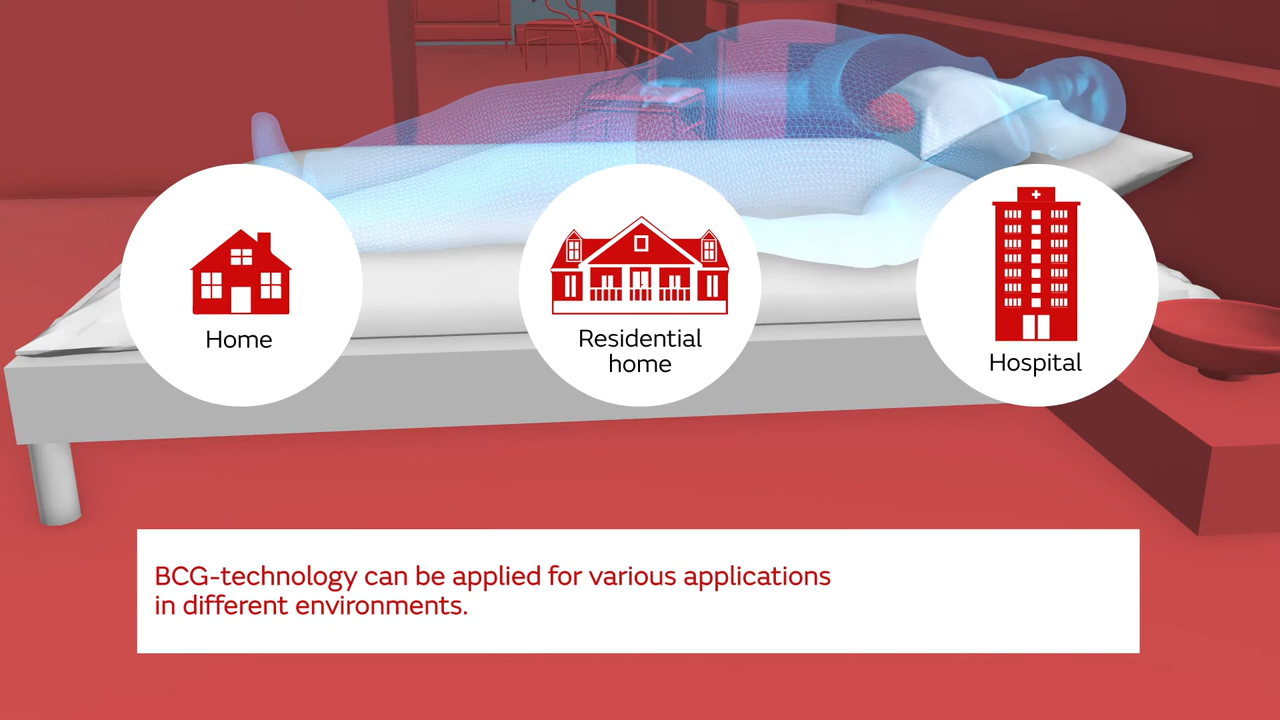 Home
Residential
home
Hospital
BCG-technology can be applied for various applications
in different environments.